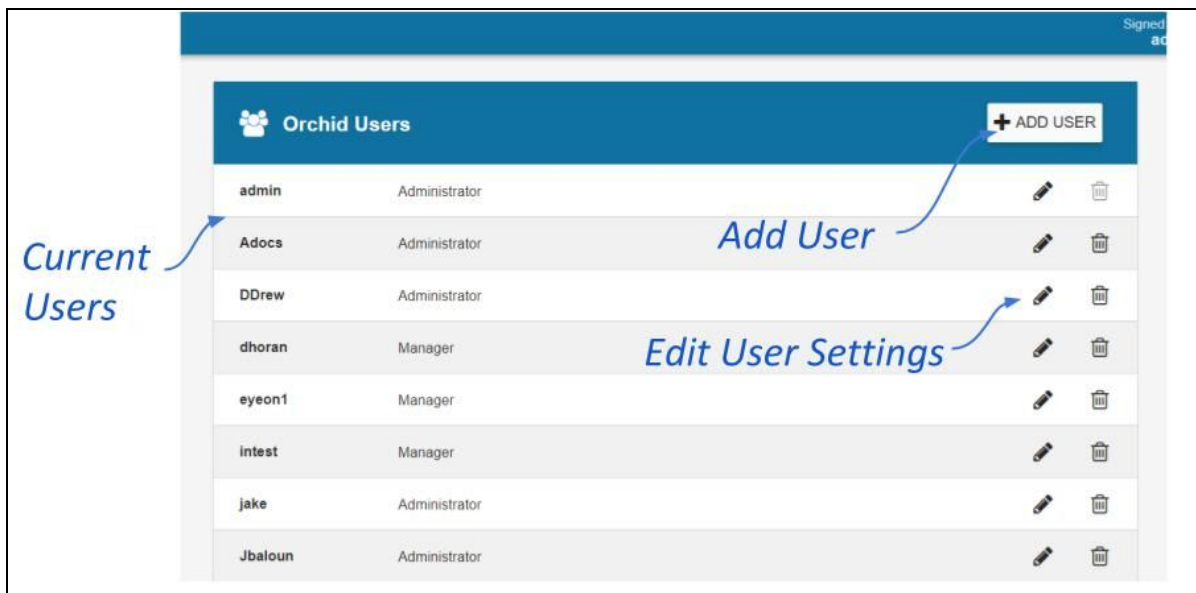 Signed
Orchid Users
ADD USER
admin Administrator
Adocs Administrator
DDrew Administrator
dhoran Manager
eyeon1 Manager
intest Manager
jake Administrator
Jbaloun Administrator
Current
Users
Add User
Edit User Settings